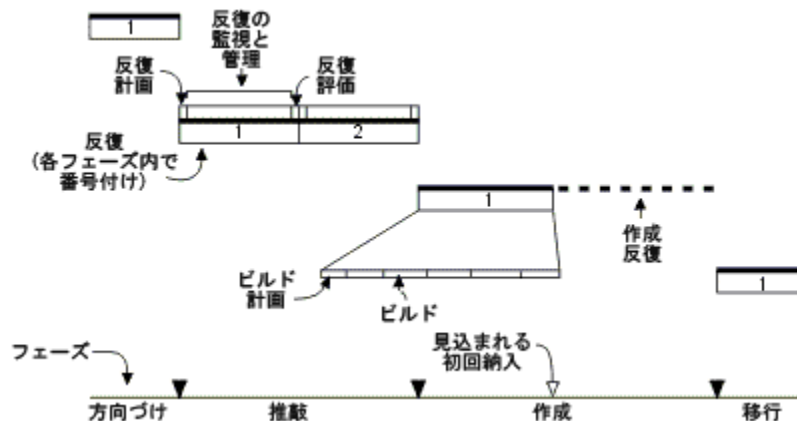 1
反復の
監視と
管理
反復
計画
反復
評価
1
2
反復
(各フェーズ内で
番号付け)
1
作成
反復
ビルド
計画
ビルド
1
見込まれる
初回納入
フェーズ
方向づけ
推敲
作成
移行